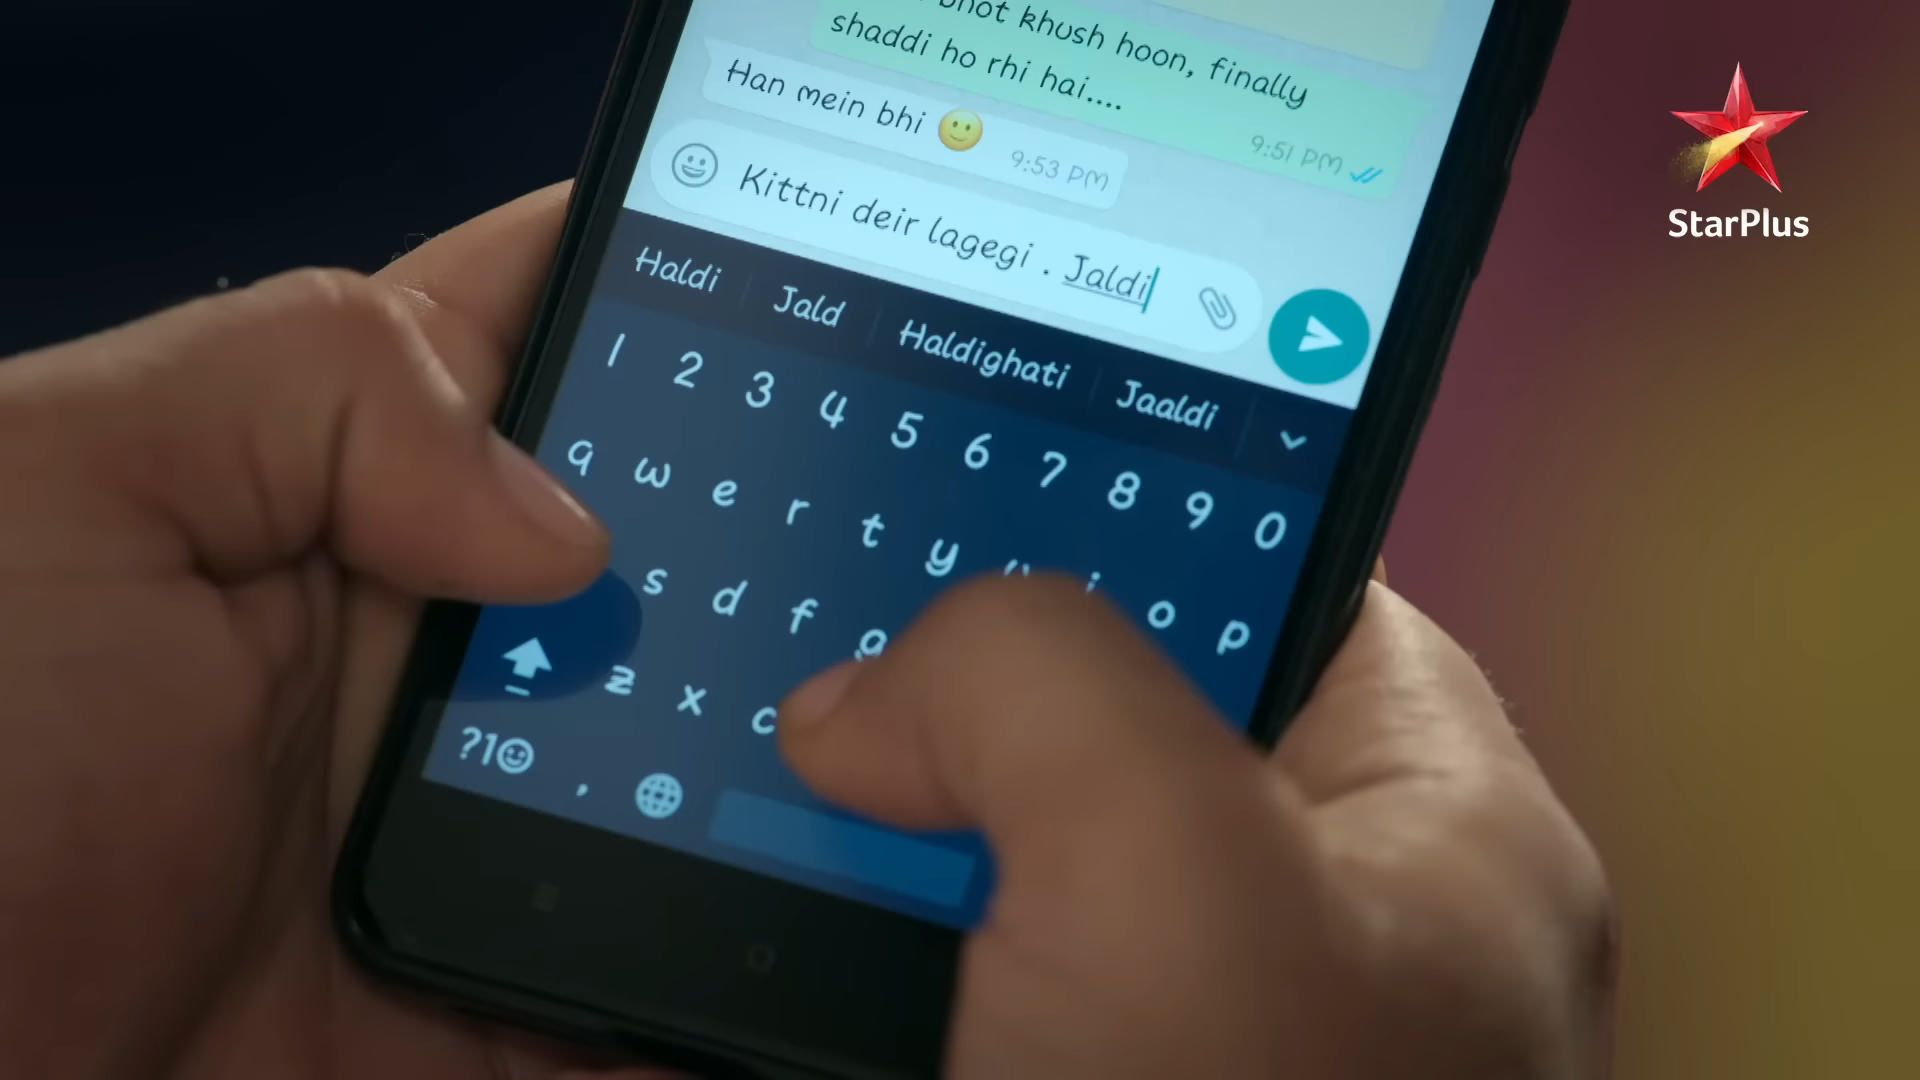 bhot khush hoon, finally
shaddi ho rhi hai....
9:51 PM
Han mein bhi 🙂 9:53 PM
Kittni deir lagegi . Jaldi
Haldi Jald Haldighati Jaaldi
1 2 3 4 5 6 7 8 9 0
q w e r t y i o p
s d f g
z x c
?1☺ ,
StarPlus